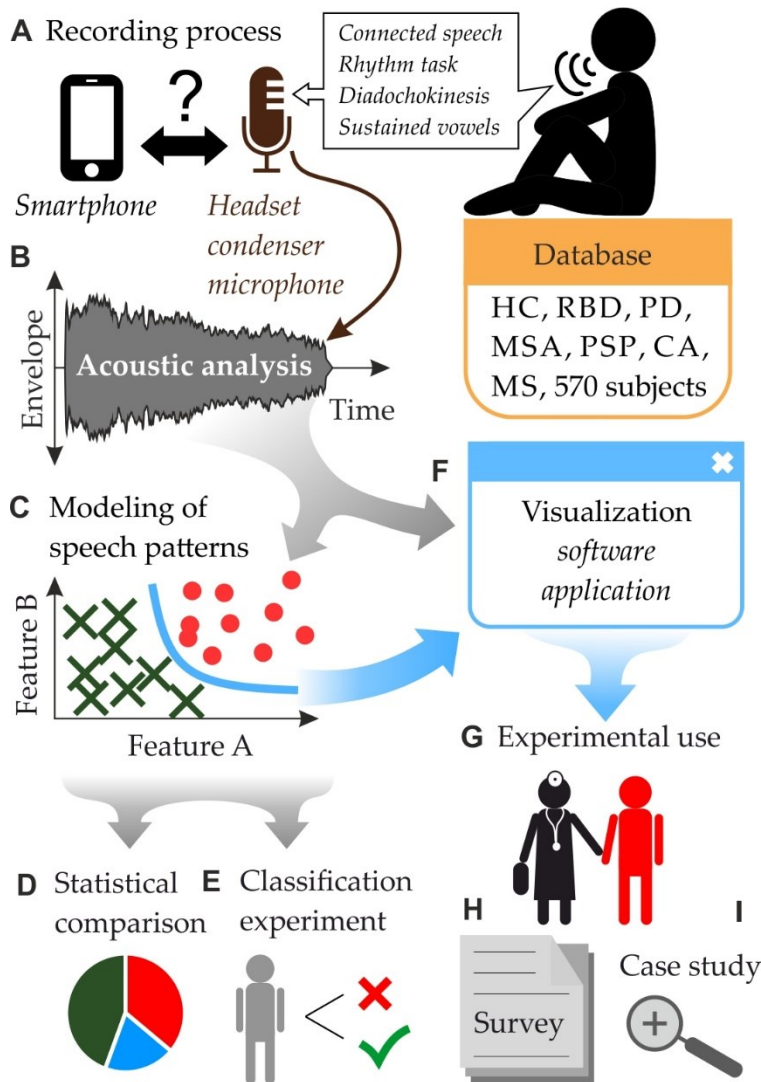 A Recording process
Connected speech
Rhythm task
Diadochokinesis
Sustained vowels
?
Smartphone
Headset
condenser
microphone
Database
HC, RBD, PD,
MSA, PSP, CA,
MS, 570 subjects
B
Envelope
Acoustic analysis
Time
C Modeling of
speech patterns
Feature B
Feature A
F
Visualization
software
application
D Statistical
comparison
E Classification
experiment
G Experimental use
H
Survey
I
Case study